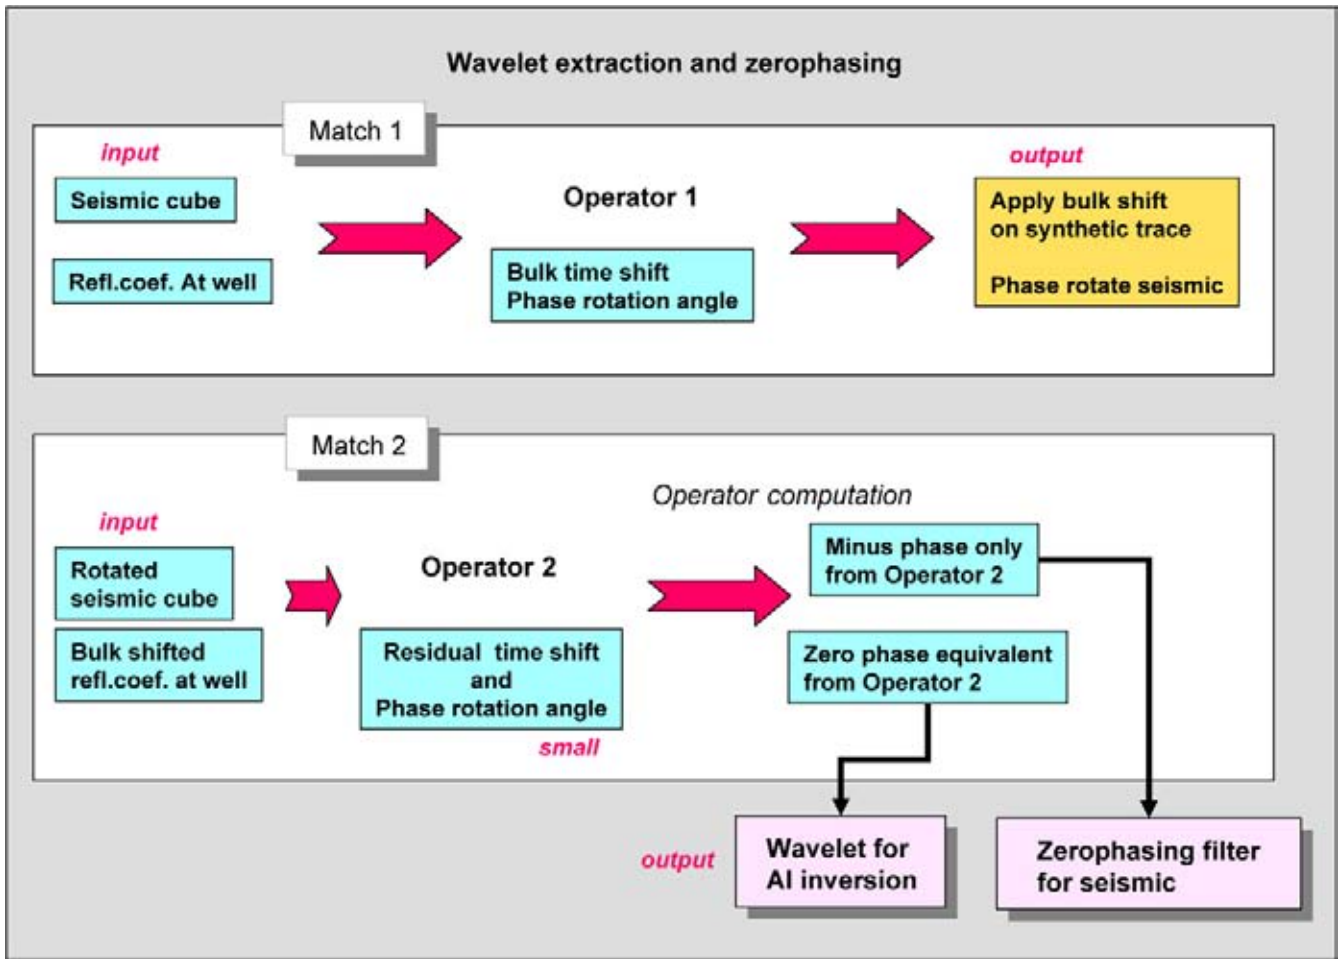 Wavelet extraction and zerophasing
Match 1
input
Seismic cube
Refl.coef. At well
Operator 1
Bulk time shift
Phase rotation angle
output
Apply bulk shift
on synthetic trace
Phase rotate seismic
Match 2
input
Rotated
seismic cube
Bulk shifted
refl.coef. at well
Operator 2
Residual time shift
and
Phase rotation angle
small
Operator computation
Minus phase only
from Operator 2
Zero phase equivalent
from Operator 2
output
Wavelet for
AI inversion
Zerophasing filter
for seismic